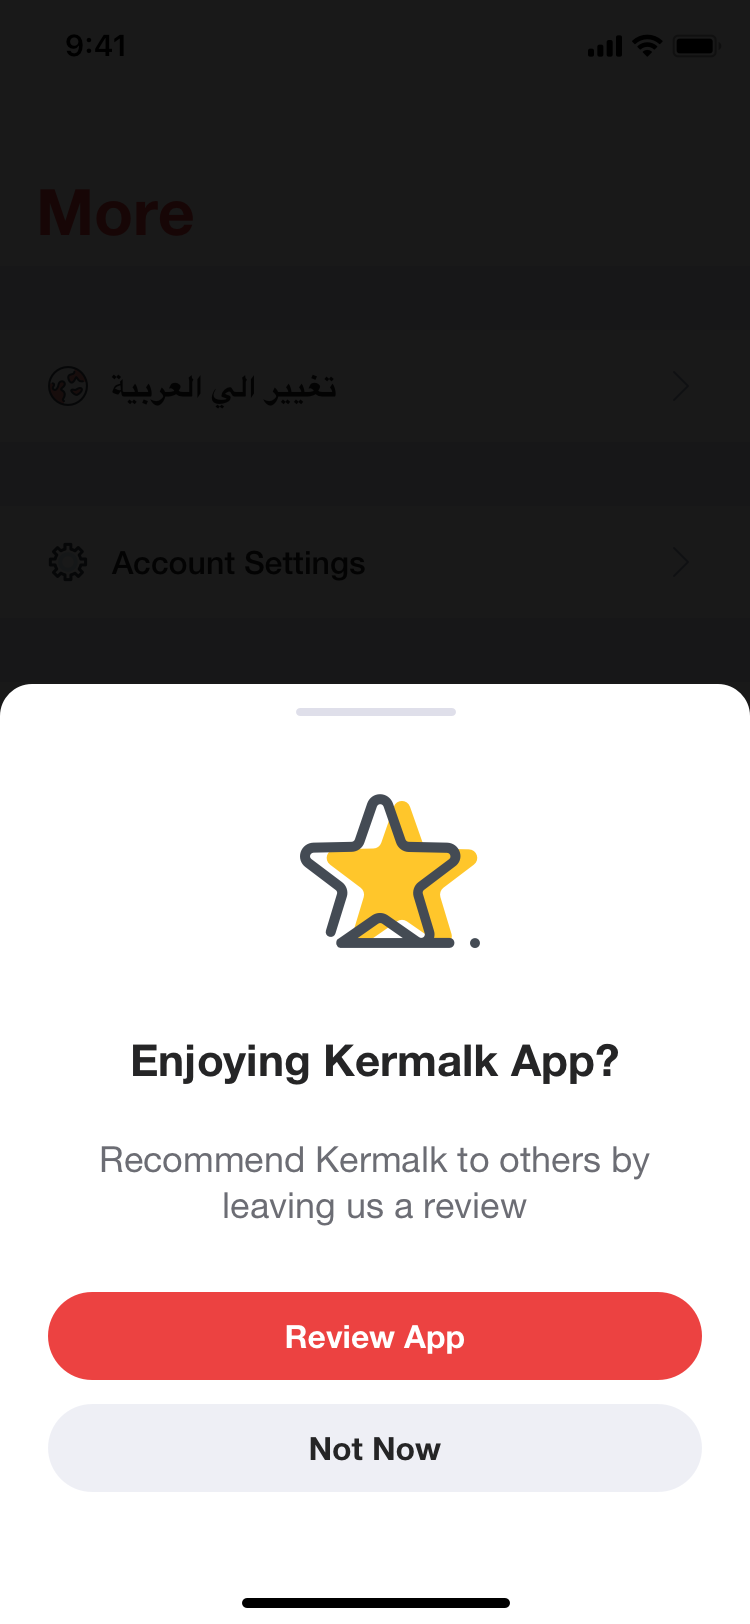 9:41
More
تغيير الي العربية
Account Settings
Enjoying Kermalk App?
Recommend Kermalk to others by
leaving us a review
Review App
Not Now